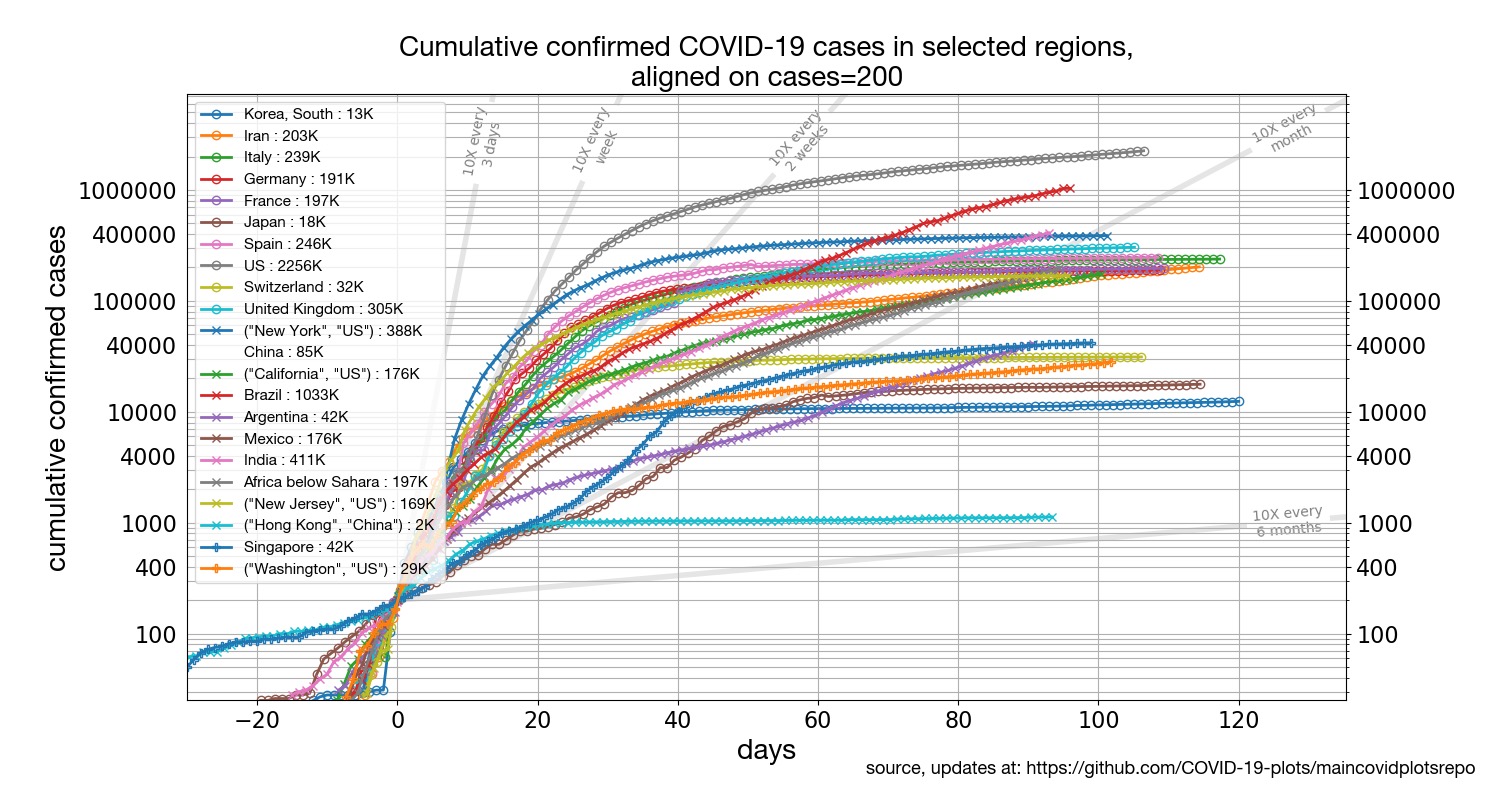 Cumulative confirmed COVID-19 cases in selected regions,
aligned on cases=200
cumulative confirmed cases
1000000
400000
100000
40000
10000
4000
1000
400
100
Korea, South : 13K
Iran : 203K
Italy : 239K
Germany : 191K
France : 197K
Japan : 18K
Spain : 246K
US : 2256K
Switzerland : 32K
United Kingdom : 305K
("New York", "US") : 388K
China : 85K
("California", "US") : 176K
Brazil : 1033K
Argentina : 42K
Mexico : 176K
India : 411K
Africa below Sahara : 197K
("New Jersey", "US") : 169K
("Hong Kong", "China") : 2K
Singapore : 42K
("Washington", "US") : 29K
10X every
3 days
10X every
week
10X every
2 weeks
10X every
month
10X every
6 months
1000000
400000
100000
40000
10000
4000
1000
400
100
−20 0 20 40 60 80 100 120
days
source, updates at: https://github.com/COVID-19-plots/maincovidplotsrepo